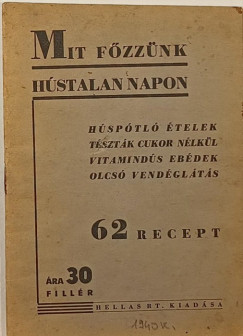 MIT FŐZZÜNK
HÚSTALAN NAPON
HÚSPÓTLÓ ÉTELEK
TÉSZTÁK CUKOR NÉLKÜL
VITAMINDÚS EBÉDEK
OLCSÓ VENDÉGLÁTÁS
62 RECEPT
ÁRA 30
FILLÉR
HELLAS RT. KIADÁSA
1940 K.